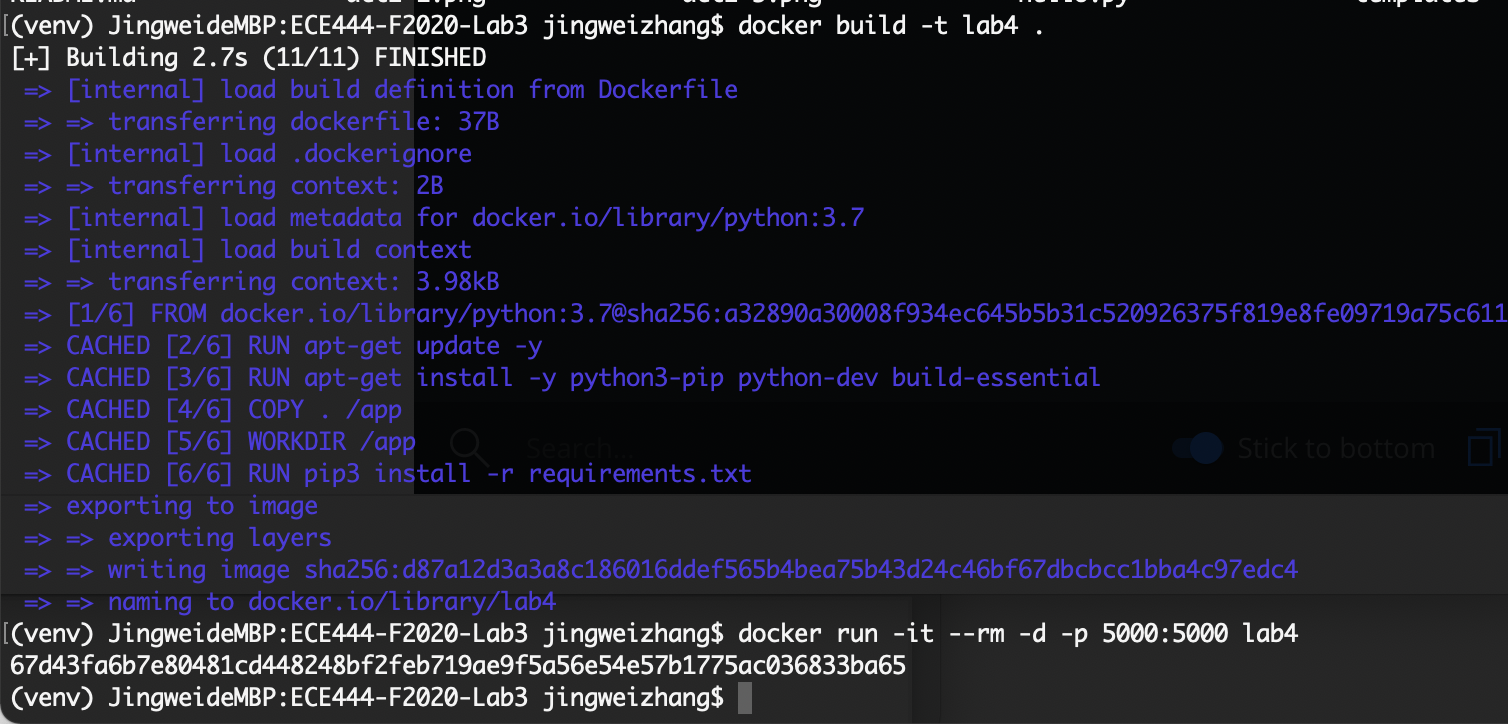 (venv) JingweideMBP:ECE444-F2020-Lab3 jingweizhang$ docker build -t lab4 .
[+] Building 2.7s (11/11) FINISHED
=> [internal] load build definition from Dockerfile
=> => transferring dockerfile: 37B
=> [internal] load .dockerignore
=> => transferring context: 2B
=> [internal] load metadata for docker.io/library/python:3.7
=> [internal] load build context
=> => transferring context: 3.98kB
=> [1/6] FROM docker.io/library/python:3.7@sha256:a32890a30008f934ec645b5b31c520926375f819e8fe09719a75c611
=> CACHED [2/6] RUN apt-get update -y
=> CACHED [3/6] RUN apt-get install -y python3-pip python-dev build-essential
=> CACHED [4/6] COPY . /app
=> CACHED [5/6] WORKDIR /app
Search... Stick to bottom
=> CACHED [6/6] RUN pip3 install -r requirements.txt
=> exporting to image
=> => exporting layers
=> => writing image sha256:d87a12d3a3a8c186016ddef565b4bea75b43d24c46bf67dbcbcc1bba4c97edc4
=> => naming to docker.io/library/lab4
(venv) JingweideMBP:ECE444-F2020-Lab3 jingweizhang$ docker run -it --rm -d -p 5000:5000 lab4
67d43fa6b7e80481cd448248bf2feb719ae9f5a56e54e57b1775ac036833ba65
(venv) JingweideMBP:ECE444-F2020-Lab3 jingweizhang$